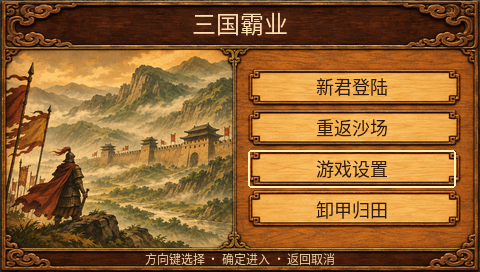 三国霸业
新君登陆
重返沙场
游戏设置
卸甲归田
方向键选择 · 确定进入 · 返回取消